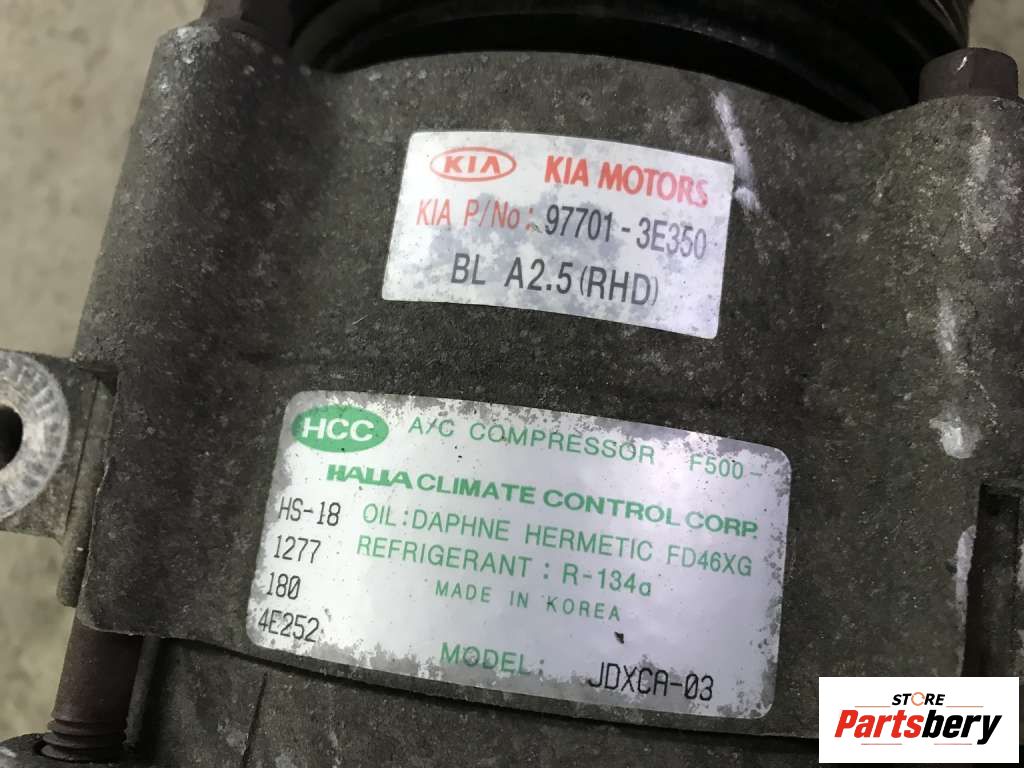 KIA KIA MOTORS
KIA P/No: 97701-3E350
BL A2.5(RHD)
HCC A/C COMPRESSOR F500
HALLA CLIMATE CONTROL CORP.
HS-18 OIL:DAPHNE HERMETIC FD46XG
1277 REFRIGERANT: R-134a
180 MADE IN KOREA
4E252
MODEL: JDXCA-03
STORE
Partsbery